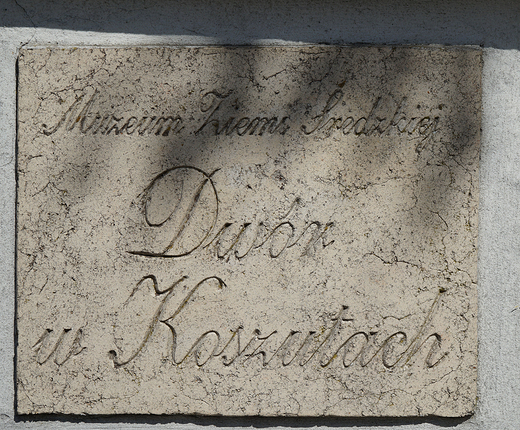 Muzeum Ziemi Średzkiej
Dwór
w Koszutach